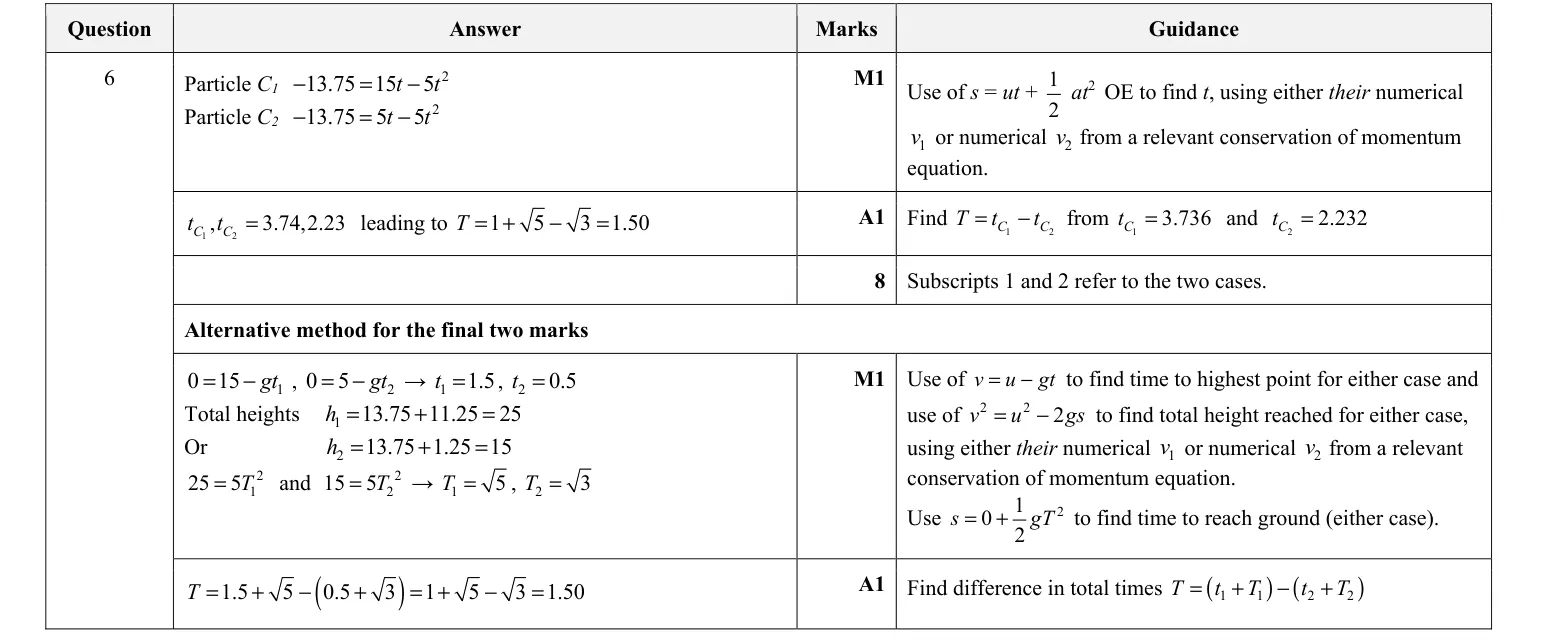 Question Answer Marks Guidance
6 Particle C₁ −13.75 = 15t − 5t²
Particle C₂ −13.75 = 5t − 5t²
M1 Use of s = ut + 1/2 at² OE to find t, using either their numerical
v₁ or numerical v₂ from a relevant conservation of momentum
equation.
t_C₁, t_C₂ = 3.74, 2.23 leading to T = 1 + √5 − √3 = 1.50 A1 Find T = t_C₁ − t_C₂ from t_C₁ = 3.736 and t_C₂ = 2.232
8 Subscripts 1 and 2 refer to the two cases.
Alternative method for the final two marks
0 = 15 − gt₁ , 0 = 5 − gt₂ → t₁ = 1.5 , t₂ = 0.5
Total heights h₁ = 13.75 + 11.25 = 25
Or h₂ = 13.75 + 1.25 = 15
25 = 5T₁² and 15 = 5T₂² → T₁ = √5 , T₂ = √3
M1 Use of v = u − gt to find time to highest point for either case and
use of v² = u² − 2gs to find total height reached for either case,
using either their numerical v₁ or numerical v₂ from a relevant
conservation of momentum equation.
Use s = 0 + 1/2 gT² to find time to reach ground (either case).
T = 1.5 + √5 − (0.5 + √3) = 1 + √5 − √3 = 1.50 A1 Find difference in total times T = (t₁ + T₁) − (t₂ + T₂)